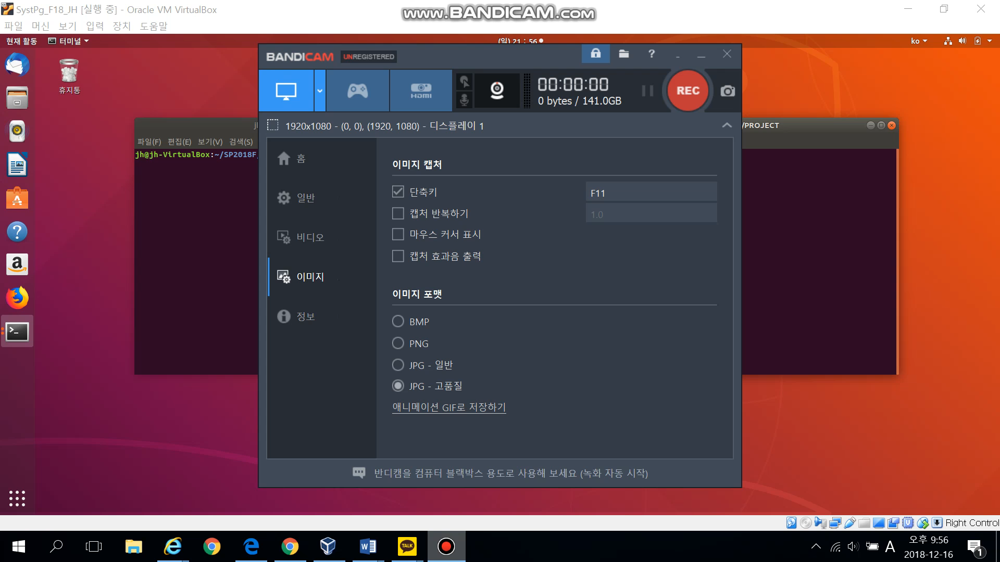 SystPg_F18_JH [실행 중] - Oracle VM VirtualBox
www.BANDICAM.com
파일 머신 보기 입력 장치 도움말
현재 활동 터미널 (일) 21 : 56 ko
휴지통
BANDICAM UNREGISTERED ?
HDMI 00:00:00 REC
0 bytes / 141.0GB
1920x1080 - (0, 0), (1920, 1080) - 디스플레이 1
/PROJECT
파일(F) 편집(E) 보기(V) 검색(S)
jh@jh-VirtualBox:~/SP2018F
홈
일반
비디오
이미지
정보
이미지 캡처
단축키 F11
캡처 반복하기 1.0
마우스 커서 표시
캡처 효과음 출력
이미지 포맷
BMP
PNG
JPG - 일반
JPG - 고품질
애니메이션 GIF로 저장하기
반디캠을 컴퓨터 블랙박스 용도로 사용해 보세요 (녹화 자동 시작)
Right Control
TALK
A
오후 9:56
2018-12-16
1